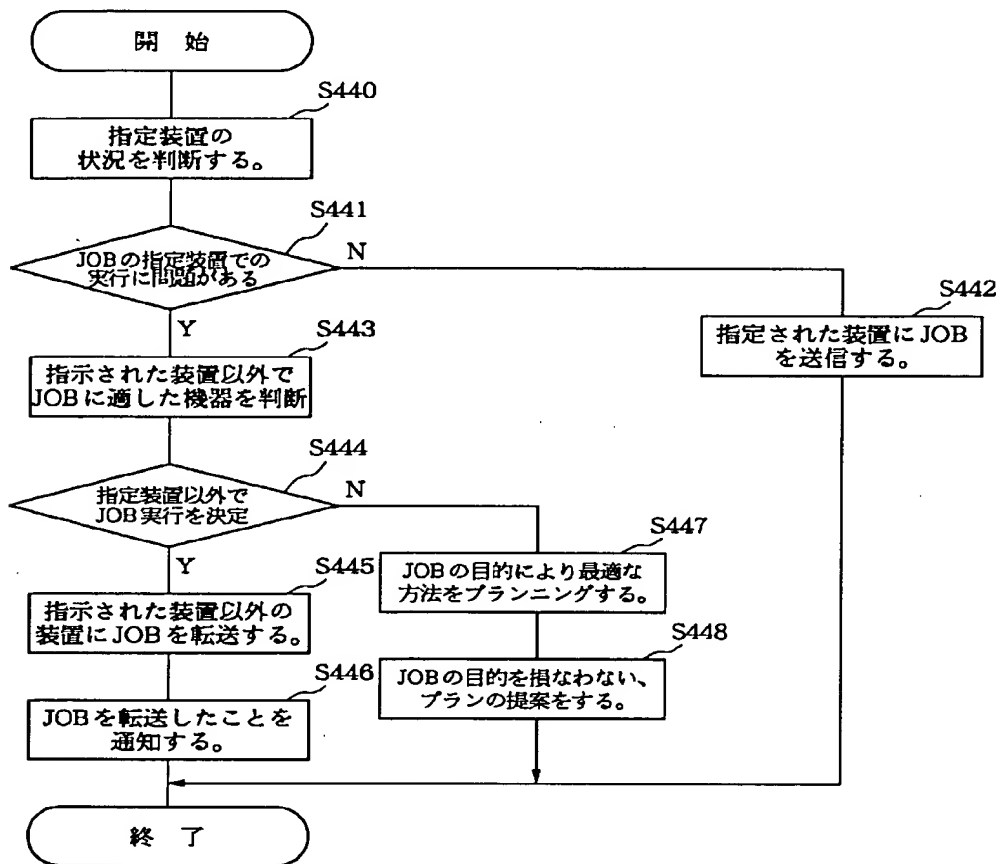 開 始
S440
指定装置の
状況を判断する。
S441
JOBの指定装置での
実行に問題がある
N
Y
S442
指定された装置にJOB
を送信する。
S443
指示された装置以外で
JOBに適した機器を判断
S444
指定装置以外で
JOB実行を決定
N
Y
S445
指示された装置以外の
装置にJOBを転送する。
S446
JOBを転送したことを
通知する。
S447
JOBの目的により最適な
方法をプランニングする。
S448
JOBの目的を損なわない、
プランの提案をする。
終 了